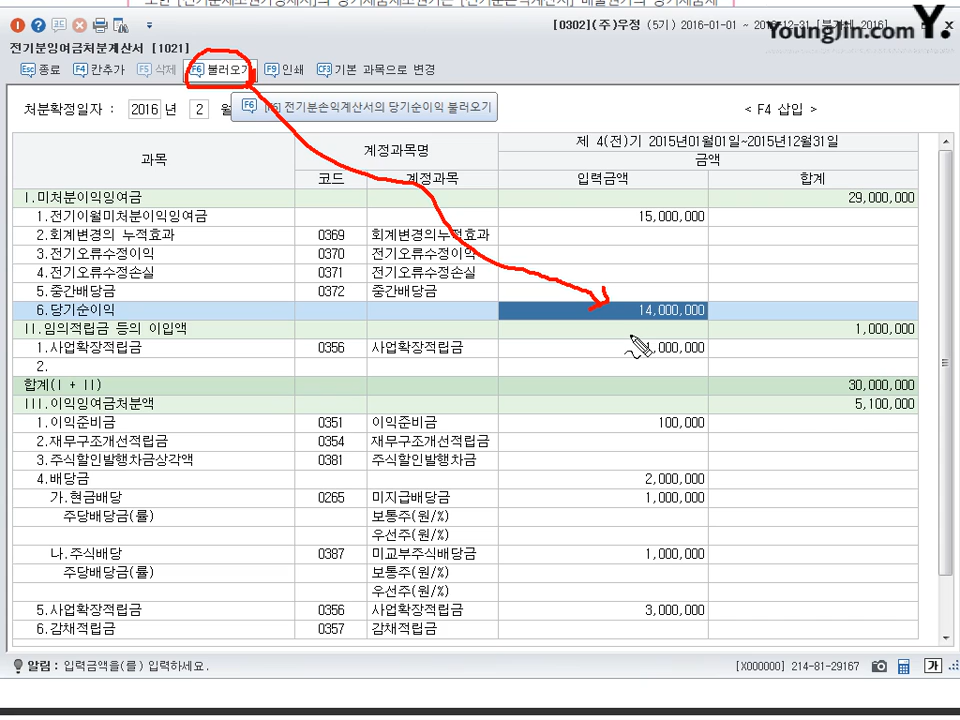 [0302](주)우정 (5기) 2016-01-01 ~ 2016-12-31
YoungJin.com Y.
전기분잉여금처분계산서 [1021]
Esc 종료 F4 칸추가 F5 삭제 F6 불러오기 F9 인쇄 CF3 기본 과목으로 변경
처분확정일자 : 2016 년 2 월 < F4 삽입 >
F6 [F6] 전기분손익계산서의 당기순이익 불러오기
과목 계정과목명 제 4(전)기 2015년01월01일~2015년12월31일
금액
코드 계정과목 입력금액 합계
I.미처분이익잉여금 29,000,000
1.전기이월미처분이익잉여금 15,000,000
2.회계변경의 누적효과 0369 회계변경의누적효과
3.전기오류수정이익 0370 전기오류수정이익
4.전기오류수정손실 0371 전기오류수정손실
5.중간배당금 0372 중간배당금
6.당기순이익 14,000,000
II.임의적립금 등의 이입액 1,000,000
1.사업확장적립금 0356 사업확장적립금 1,000,000
2.
합계(I + II) 30,000,000
III.이익잉여금처분액 5,100,000
1.이익준비금 0351 이익준비금 100,000
2.재무구조개선적립금 0354 재무구조개선적립금
3.주식할인발행차금상각액 0381 주식할인발행차금
4.배당금 2,000,000
가.현금배당 0265 미지급배당금 1,000,000
주당배당금(률) 보통주(원/%)
우선주(원/%)
나.주식배당 0387 미교부주식배당금 1,000,000
주당배당금(률) 보통주(원/%)
우선주(원/%)
5.사업확장적립금 0356 사업확장적립금 3,000,000
6.감채적립금 0357 감채적립금
알림 : 입력금액을(를) 입력하세요. [X000000] 214-81-29167 가